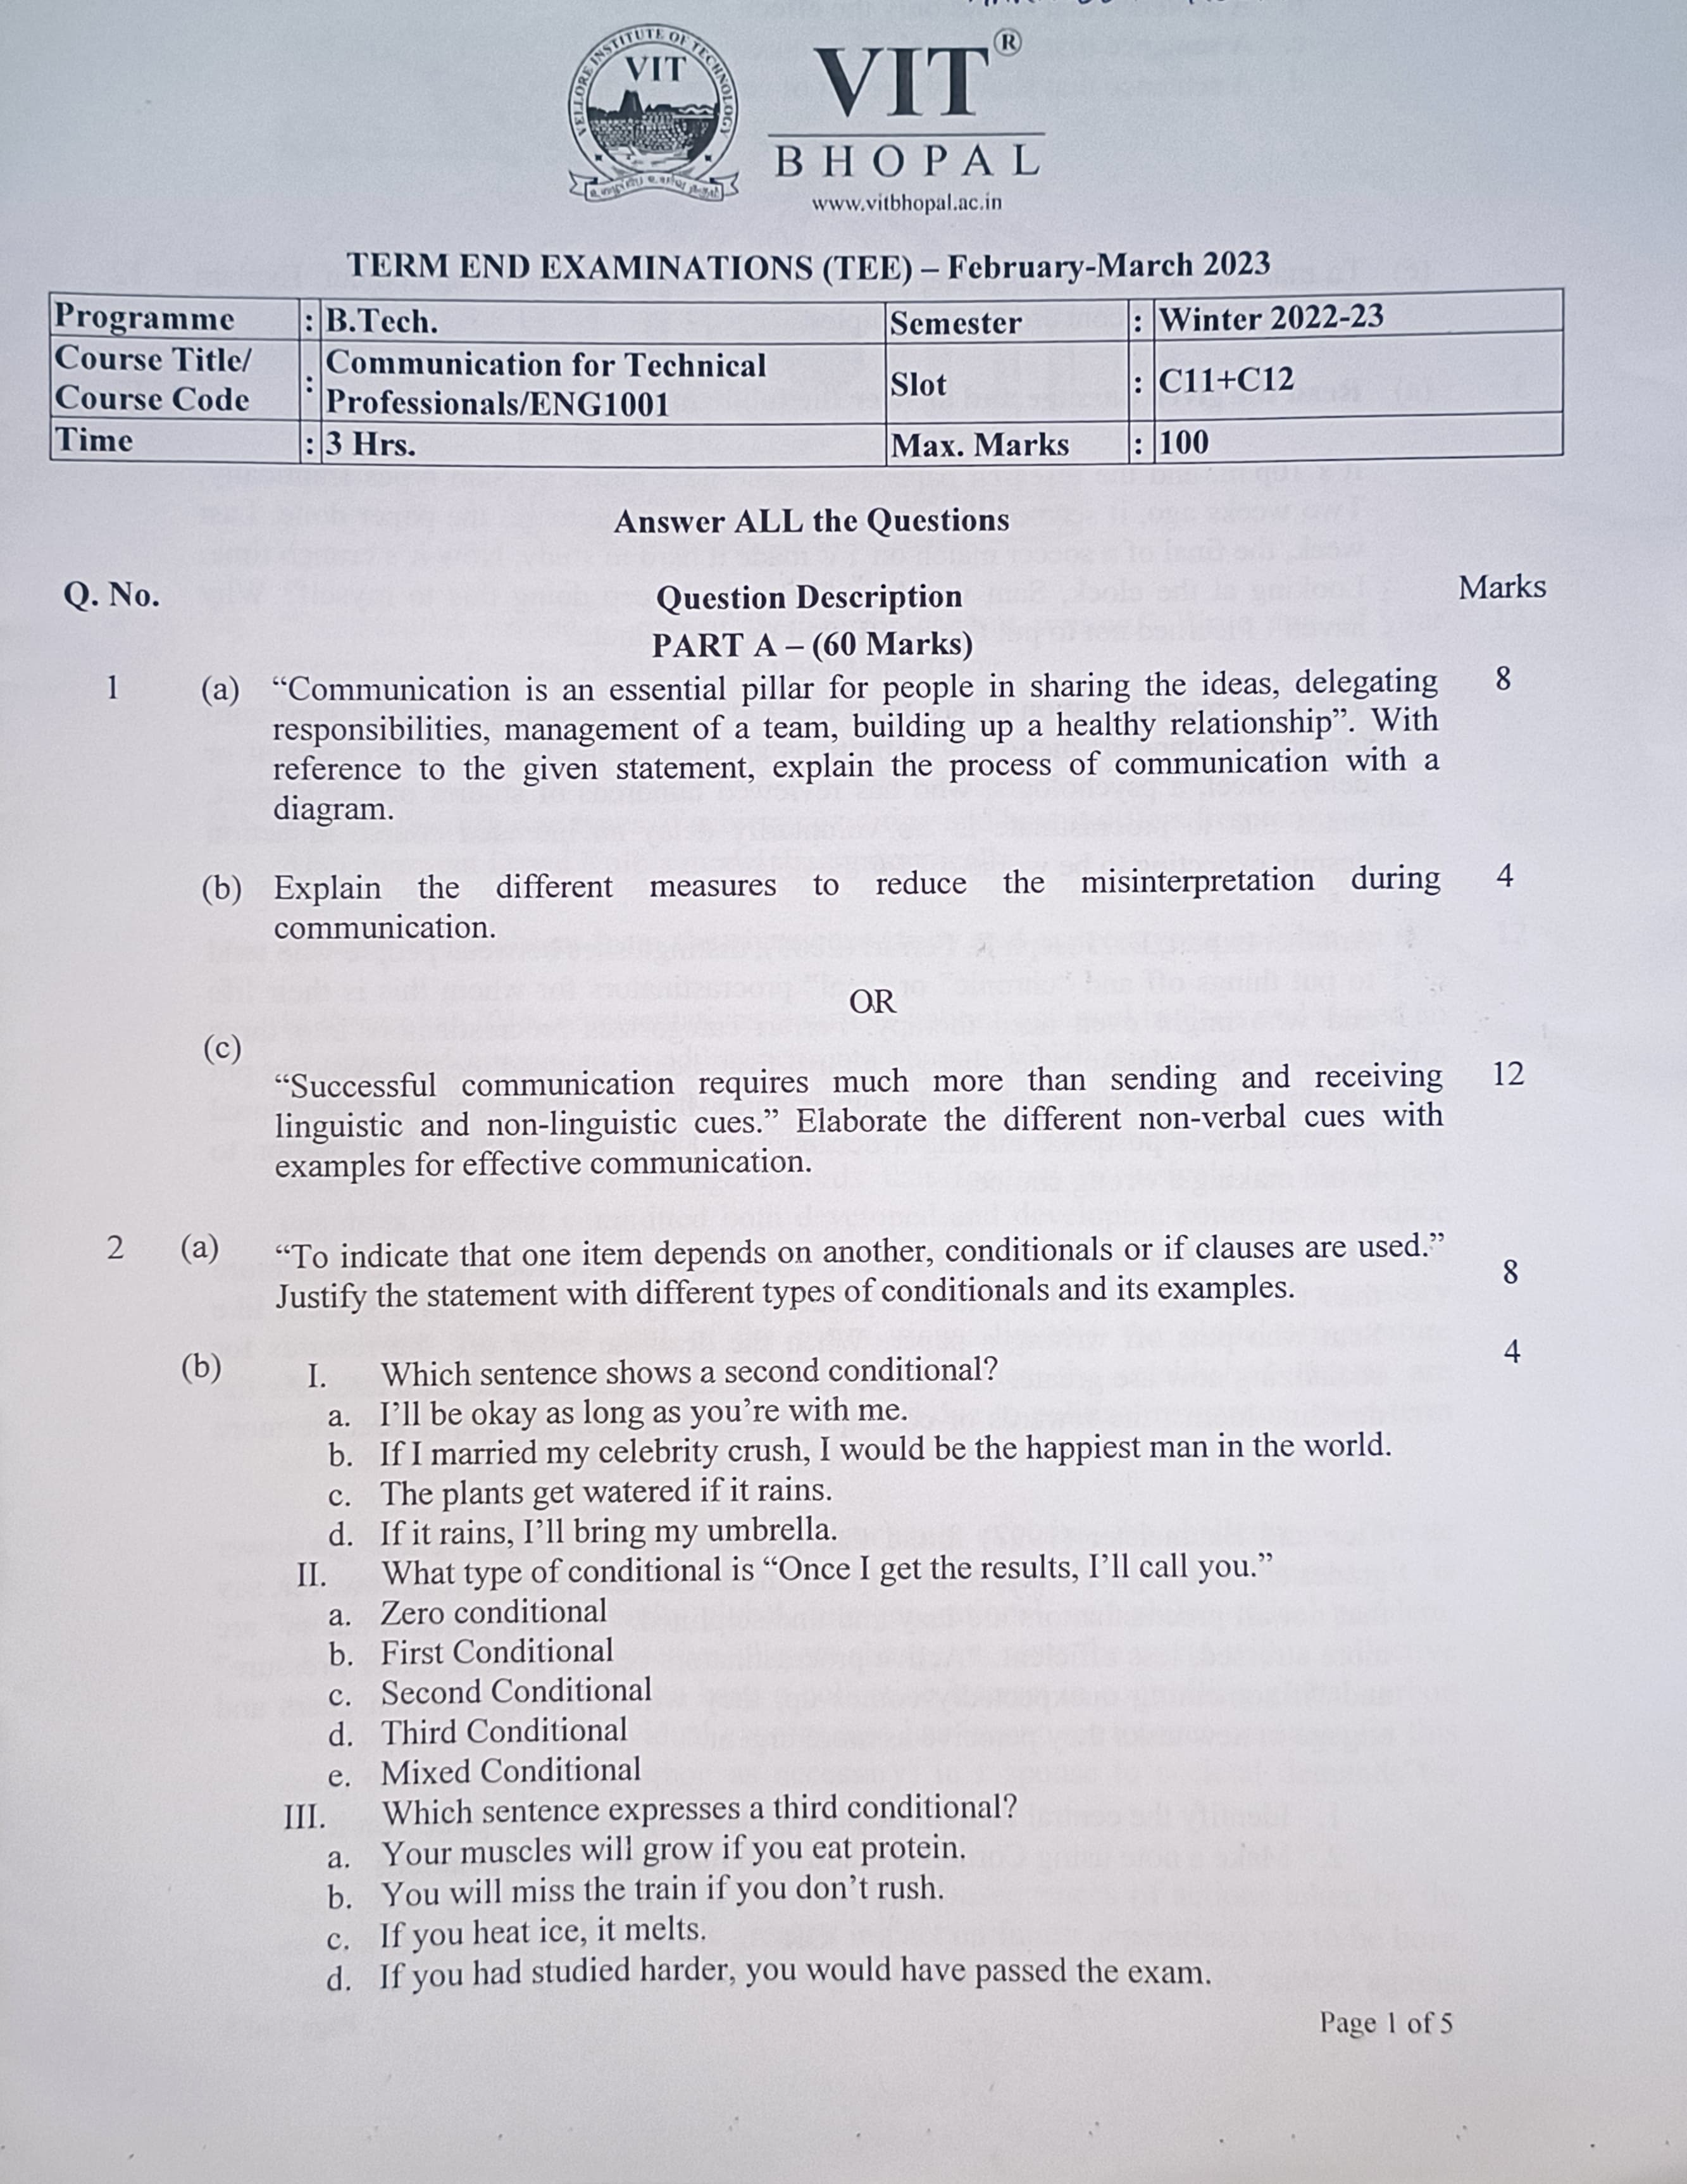 VELLORE INSTITUTE OF TECHNOLOGY
VIT
VIT®
BHOPAL
www.vitbhopal.ac.in
TERM END EXAMINATIONS (TEE) – February-March 2023
Programme : B.Tech. Semester : Winter 2022-23
Course Title/ Course Code : Communication for Technical Professionals/ENG1001 Slot : C11+C12
Time : 3 Hrs. Max. Marks : 100
Answer ALL the Questions
Q. No. Question Description Marks
PART A – (60 Marks)
1 (a) “Communication is an essential pillar for people in sharing the ideas, delegating 8
responsibilities, management of a team, building up a healthy relationship”. With
reference to the given statement, explain the process of communication with a
diagram.
(b) Explain the different measures to reduce the misinterpretation during 4
communication.
OR
(c)
“Successful communication requires much more than sending and receiving 12
linguistic and non-linguistic cues.” Elaborate the different non-verbal cues with
examples for effective communication.
2 (a) “To indicate that one item depends on another, conditionals or if clauses are used.” 8
Justify the statement with different types of conditionals and its examples.
(b) I. Which sentence shows a second conditional? 4
a. I’ll be okay as long as you’re with me.
b. If I married my celebrity crush, I would be the happiest man in the world.
c. The plants get watered if it rains.
d. If it rains, I’ll bring my umbrella.
II. What type of conditional is “Once I get the results, I’ll call you.”
a. Zero conditional
b. First Conditional
c. Second Conditional
d. Third Conditional
e. Mixed Conditional
III. Which sentence expresses a third conditional?
a. Your muscles will grow if you eat protein.
b. You will miss the train if you don’t rush.
c. If you heat ice, it melts.
d. If you had studied harder, you would have passed the exam.
Page 1 of 5